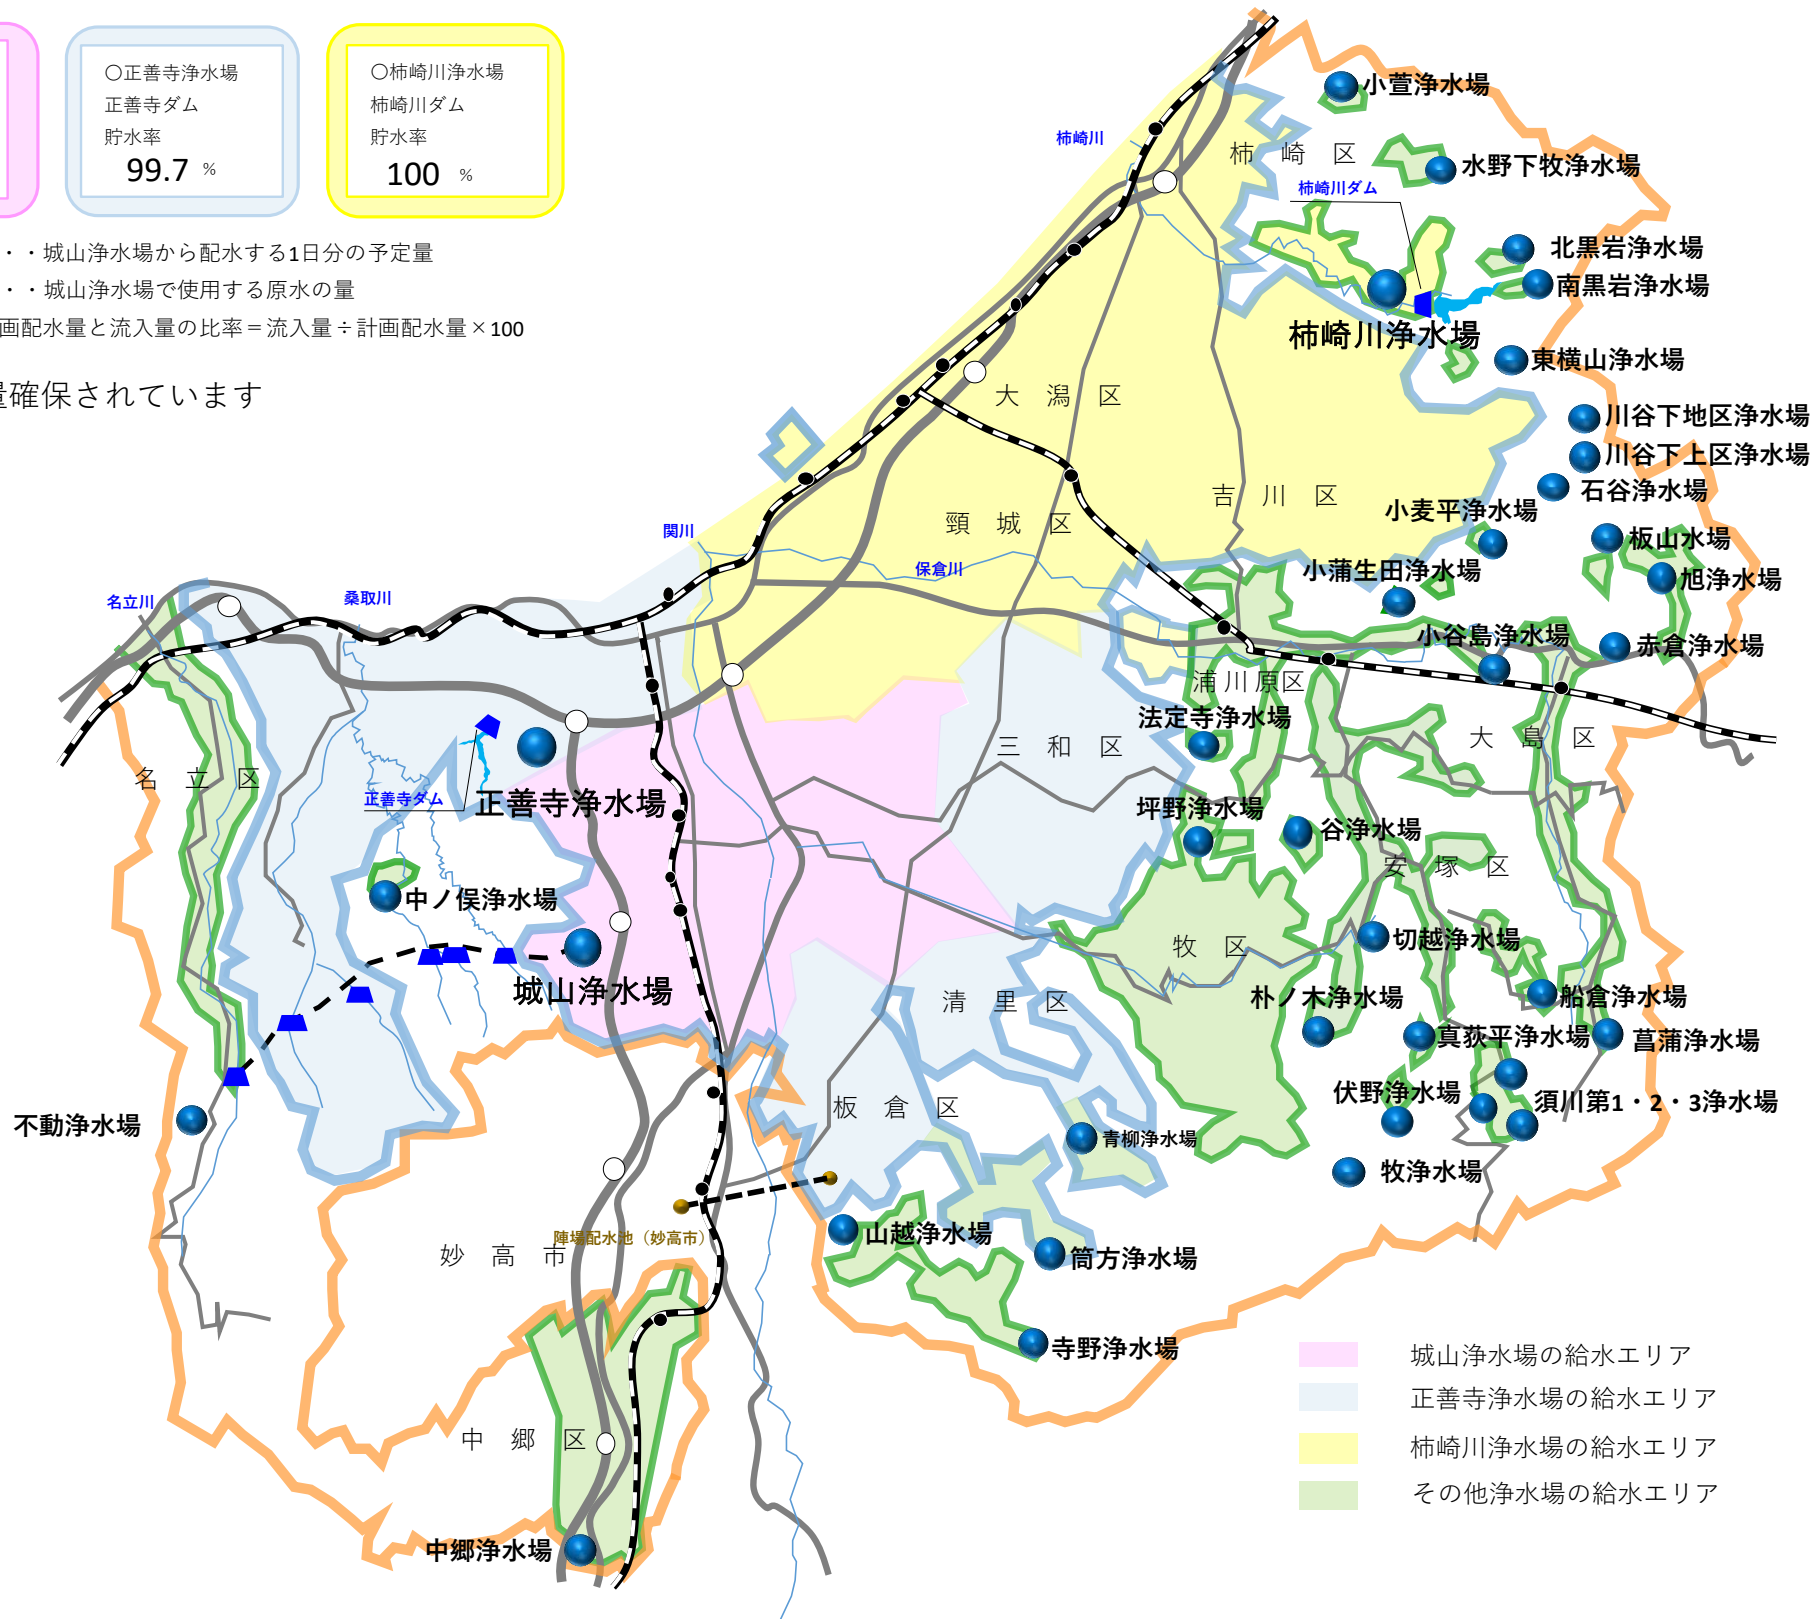 〇正善寺浄水場
正善寺ダム
貯水率
99.7 %
〇柿崎川浄水場
柿崎川ダム
貯水率
100 %
・・城山浄水場から配水する1日分の予定量
・・城山浄水場で使用する原水の量
画配水量と流入量の比率＝流入量÷計画配水量×100
量確保されています
小萱浄水場
柿崎川
柿 崎 区
水野下牧浄水場
柿崎川ダム
北黒岩浄水場
南黒岩浄水場
柿崎川浄水場
東横山浄水場
大 潟 区
川谷下地区浄水場
川谷下上区浄水場
石谷浄水場
吉 川 区
小麦平浄水場
頸 城 区
関川
板山水場
保倉川
小蒲生田浄水場
旭浄水場
名立川
桑取川
小谷島浄水場
赤倉浄水場
浦川原区
法定寺浄水場
大 島 区
三 和 区
名 立 区
正善寺ダム
正善寺浄水場
坪野浄水場
谷浄水場
安 塚 区
中ノ俣浄水場
牧 区
切越浄水場
城山浄水場
清 里 区
朴ノ木浄水場
船倉浄水場
真荻平浄水場
菖蒲浄水場
伏野浄水場
須川第1・2・3浄水場
板 倉 区
不動浄水場
青柳浄水場
牧浄水場
陣場配水池（妙高市）
山越浄水場
妙 高 市
筒方浄水場
寺野浄水場
中 郷 区
中郷浄水場
城山浄水場の給水エリア
正善寺浄水場の給水エリア
柿崎川浄水場の給水エリア
その他浄水場の給水エリア